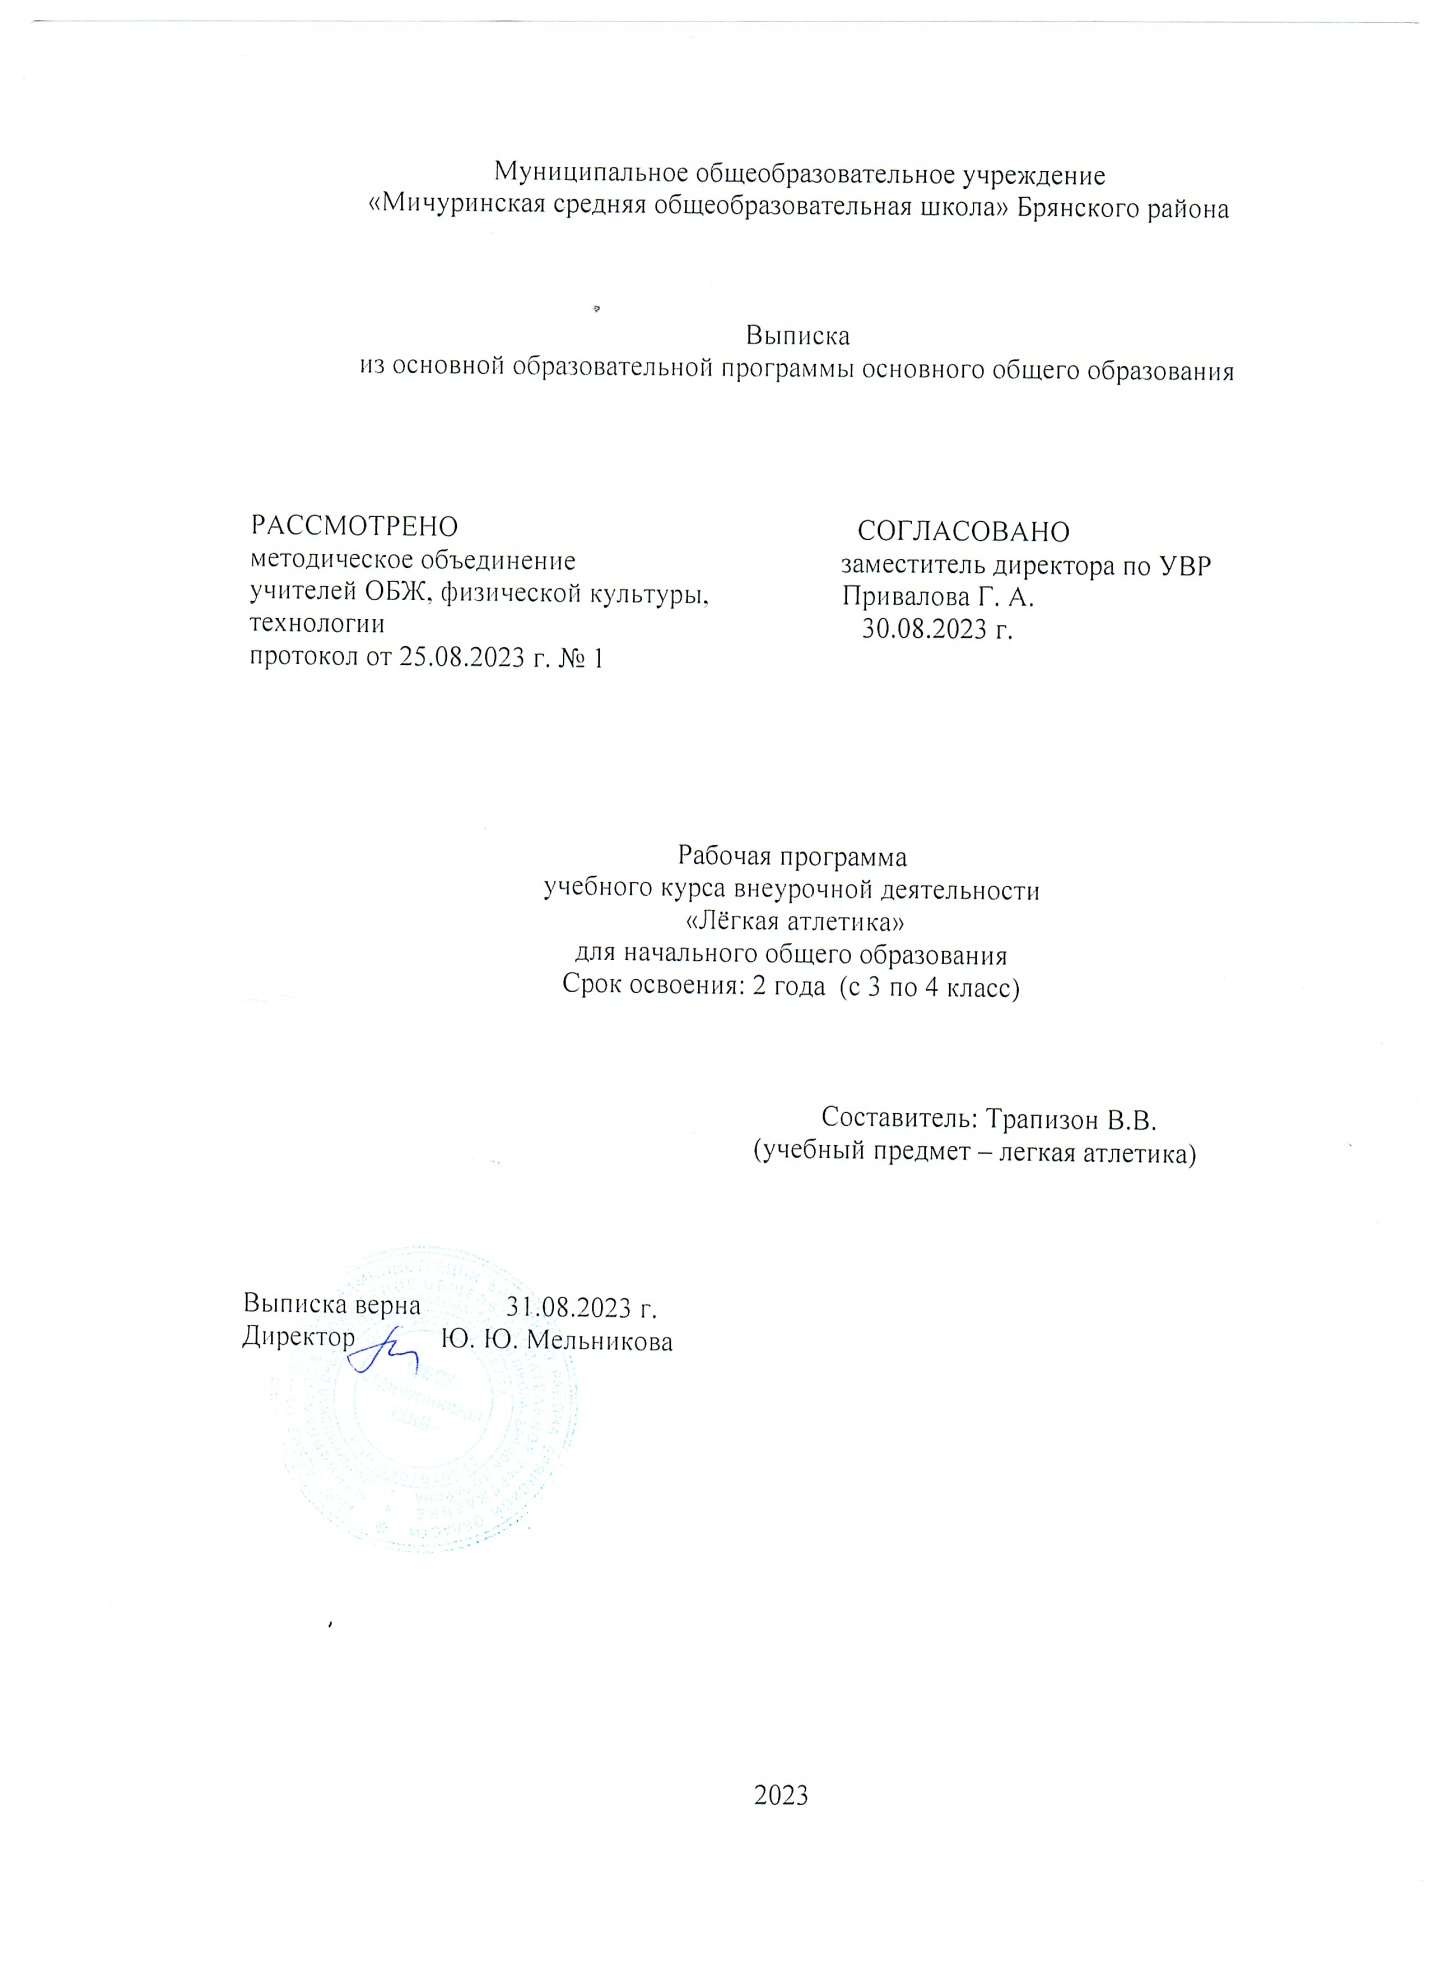 Муниципальное общеобразовательное учреждение
«Мичуринская средняя общеобразовательная школа» Брянского района
Выписка
из основной образовательной программы основного общего образования
РАССМОТРЕНО
методическое объединение
учителей ОБЖ, физической культуры,
технологии
протокол от 25.08.2023 г. № 1
СОГЛАСОВАНО
заместитель директора по УВР
Привалова Г. А.
30.08.2023 г.
Рабочая программа
учебного курса внеурочной деятельности
«Лёгкая атлетика»
для начального общего образования
Срок освоения: 2 года (с 3 по 4 класс)
Составитель: Трапизон В.В.
(учебный предмет – легкая атлетика)
Выписка верна 31.08.2023 г.
Директор Ю. Ю. Мельникова
2023